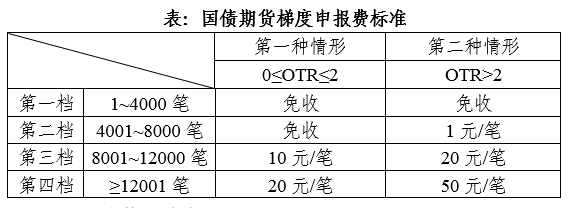 表：国债期货梯度申报费标准
第一种情形 第二种情形
0≤OTR≤2 OTR>2
第一档 1~4000 笔 免收 免收
第二档 4001~8000 笔 免收 1 元/笔
第三档 8001~12000 笔 10 元/笔 20 元/笔
第四档 ≥12001 笔 20 元/笔 50 元/笔